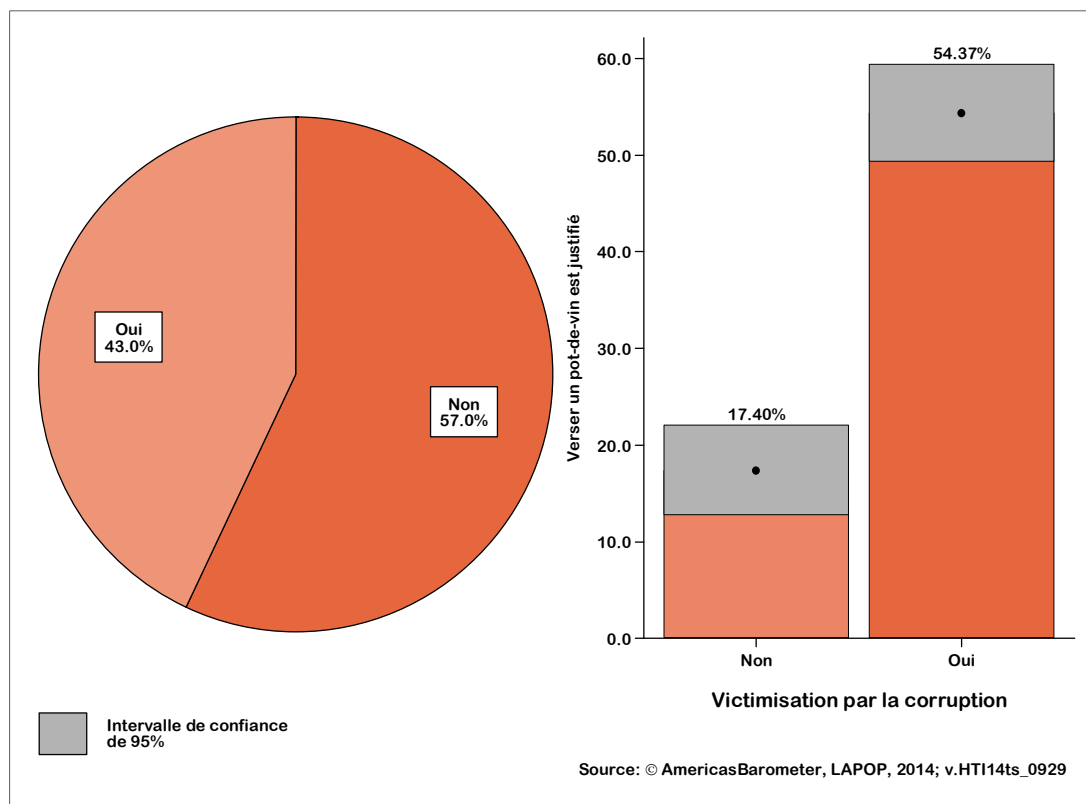 Oui
43.0%
Non
57.0%
Intervalle de confiance
de 95%
Verser un pot-de-vin est justifié
60.0
50.0
40.0
30.0
20.0
10.0
0.0
17.40%
54.37%
Non
Oui
Victimisation par la corruption
Source: © AmericasBarometer, LAPOP, 2014; v.HTI14ts_0929